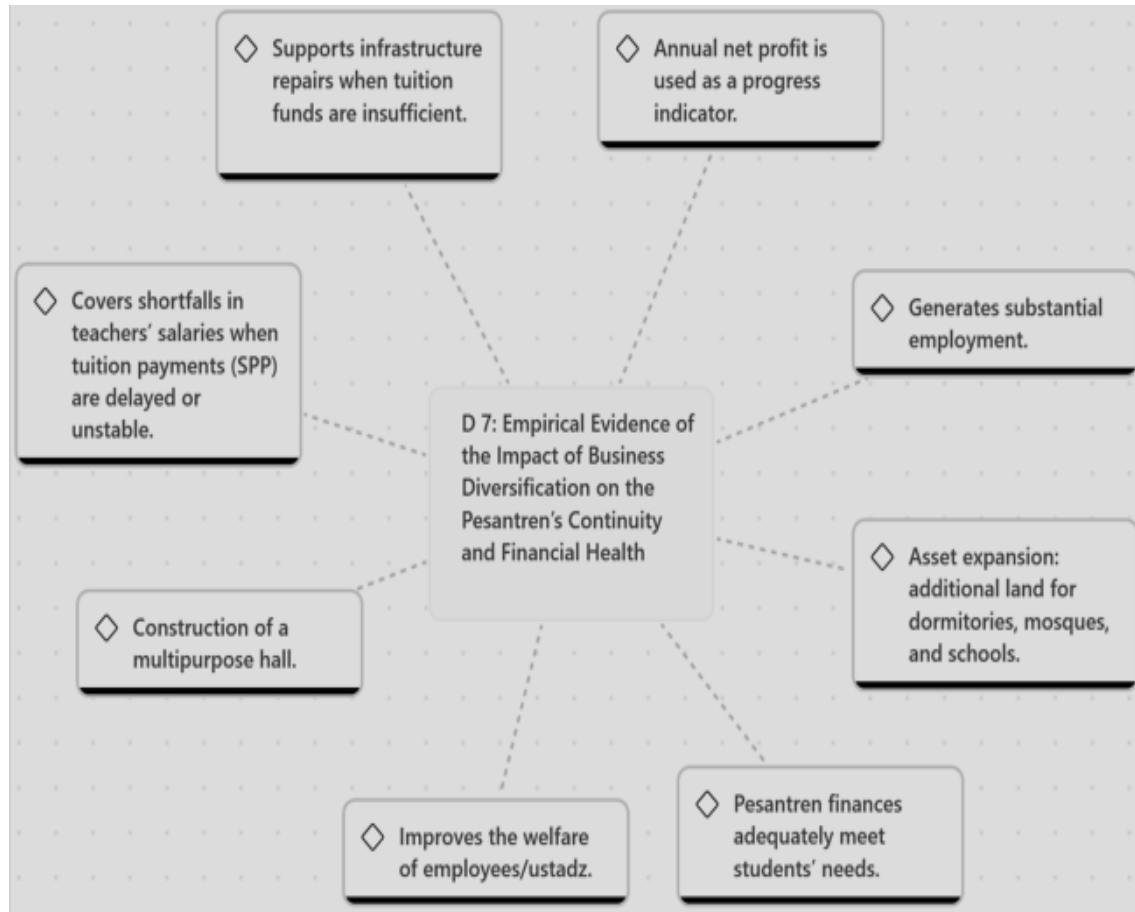 Supports infrastructure
repairs when tuition
funds are insufficient.
Annual net profit is
used as a progress
indicator.
Covers shortfalls in
teachers’ salaries when
tuition payments (SPP)
are delayed or
unstable.
Generates substantial
employment.
D 7: Empirical Evidence of
the Impact of Business
Diversification on the
Pesantren’s Continuity
and Financial Health
Asset expansion:
additional land for
dormitories, mosques,
and schools.
Construction of a
multipurpose hall.
Improves the welfare
of employees/ustadz.
Pesantren finances
adequately meet
students’ needs.